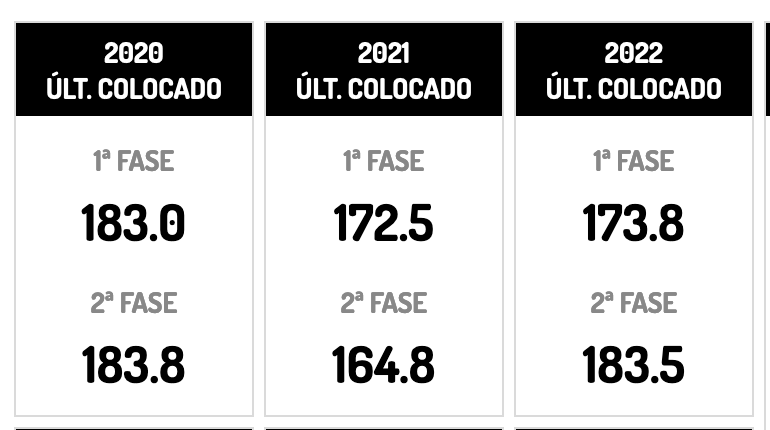 2020
ÚLT. COLOCADO
1ª FASE
183.0
2ª FASE
183.8
2021
ÚLT. COLOCADO
1ª FASE
172.5
2ª FASE
164.8
2022
ÚLT. COLOCADO
1ª FASE
173.8
2ª FASE
183.5